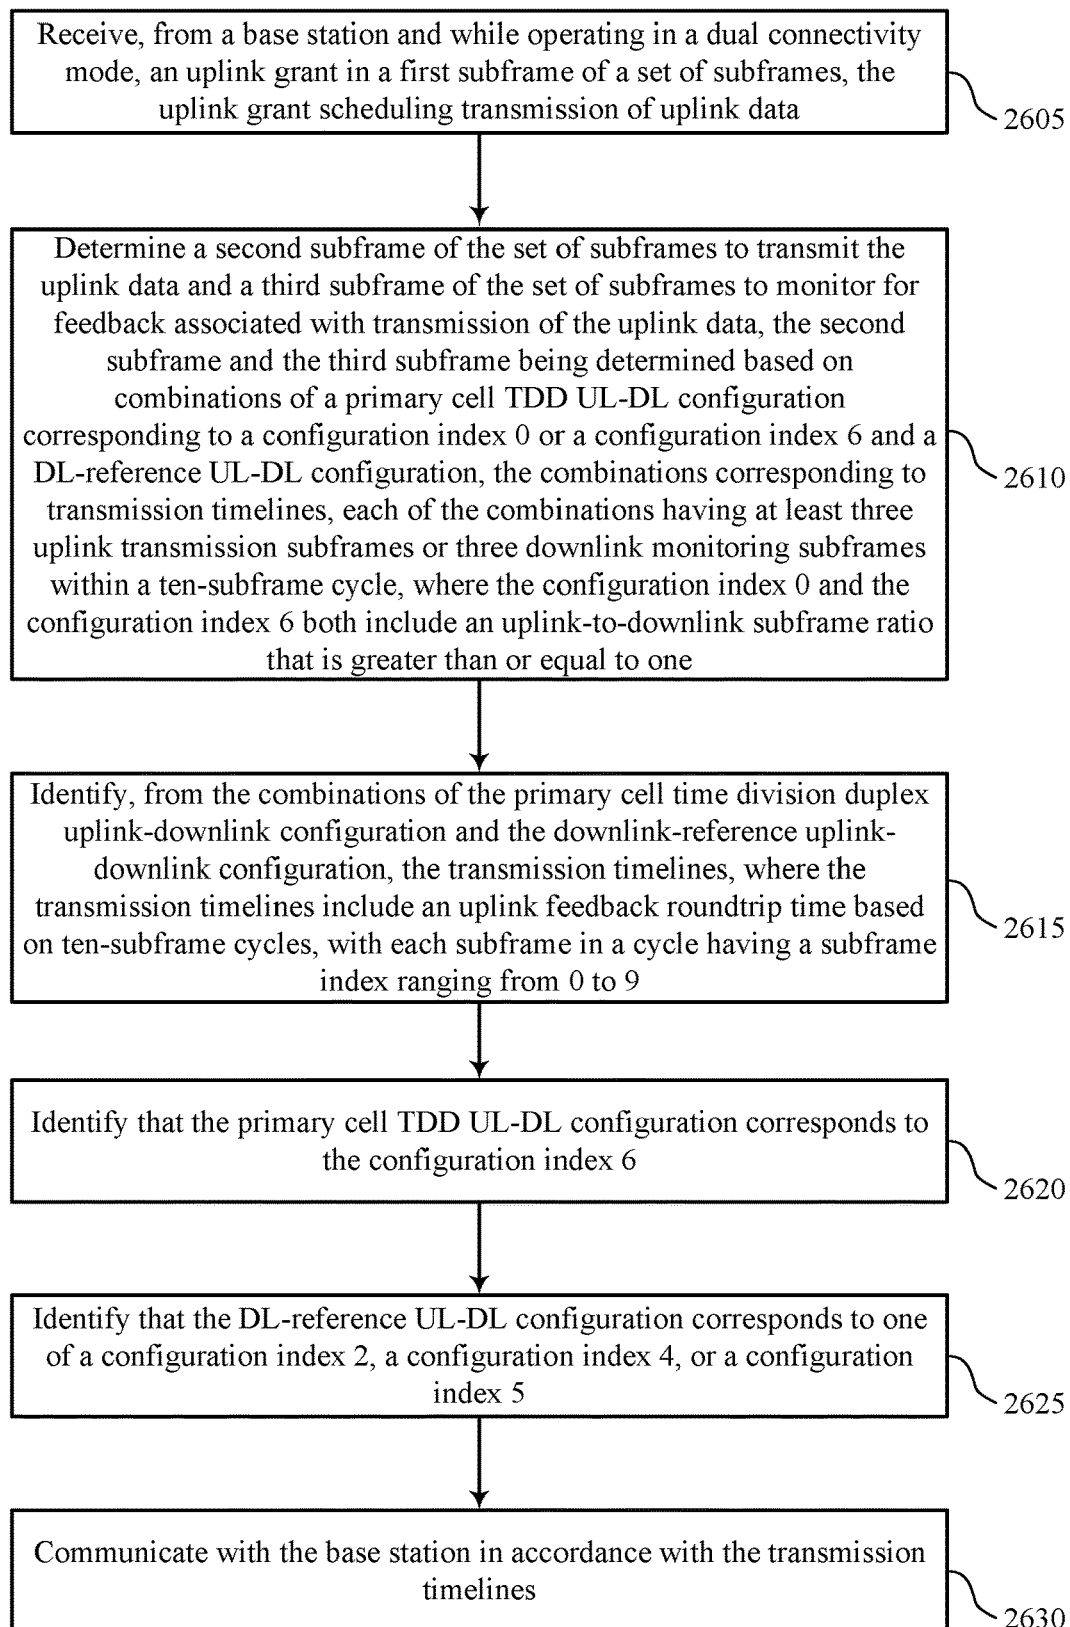 Receive, from a base station and while operating in a dual connectivity
mode, an uplink grant in a first subframe of a set of subframes, the
uplink grant scheduling transmission of uplink data
2605
Determine a second subframe of the set of subframes to transmit the
uplink data and a third subframe of the set of subframes to monitor for
feedback associated with transmission of the uplink data, the second
subframe and the third subframe being determined based on
combinations of a primary cell TDD UL-DL configuration
corresponding to a configuration index 0 or a configuration index 6 and a
DL-reference UL-DL configuration, the combinations corresponding to
transmission timelines, each of the combinations having at least three
uplink transmission subframes or three downlink monitoring subframes
within a ten-subframe cycle, where the configuration index 0 and the
configuration index 6 both include an uplink-to-downlink subframe ratio
that is greater than or equal to one
2610
Identify, from the combinations of the primary cell time division duplex
uplink-downlink configuration and the downlink-reference uplink-
downlink configuration, the transmission timelines, where the
transmission timelines include an uplink feedback roundtrip time based
on ten-subframe cycles, with each subframe in a cycle having a subframe
index ranging from 0 to 9
2615
Identify that the primary cell TDD UL-DL configuration corresponds to
the configuration index 6
2620
Identify that the DL-reference UL-DL configuration corresponds to one
of a configuration index 2, a configuration index 4, or a configuration
index 5
2625
Communicate with the base station in accordance with the transmission
timelines
2630